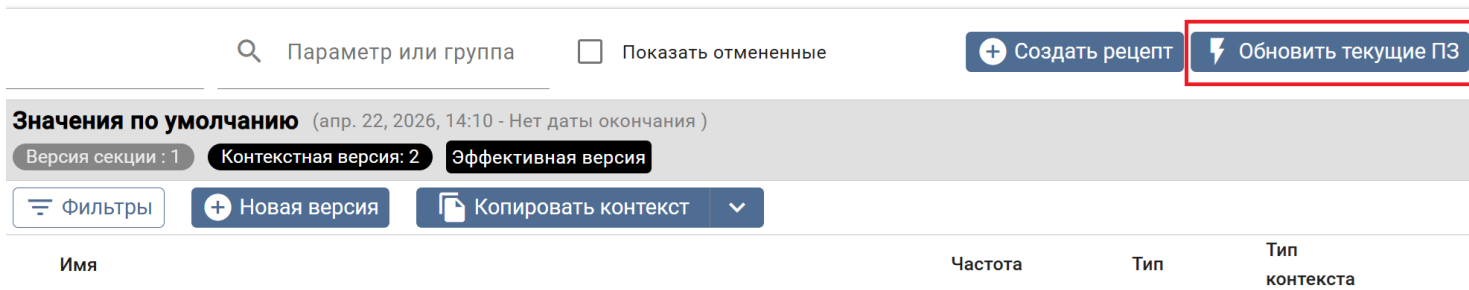 Параметр или группа Показать отмененные Создать рецепт Обновить текущие ПЗ
Значения по умолчанию (апр. 22, 2026, 14:10 - Нет даты окончания )
Версия секции : 1 Контекстная версия: 2 Эффективная версия
Фильтры Новая версия Копировать контекст
Имя Частота Тип Тип
контекста